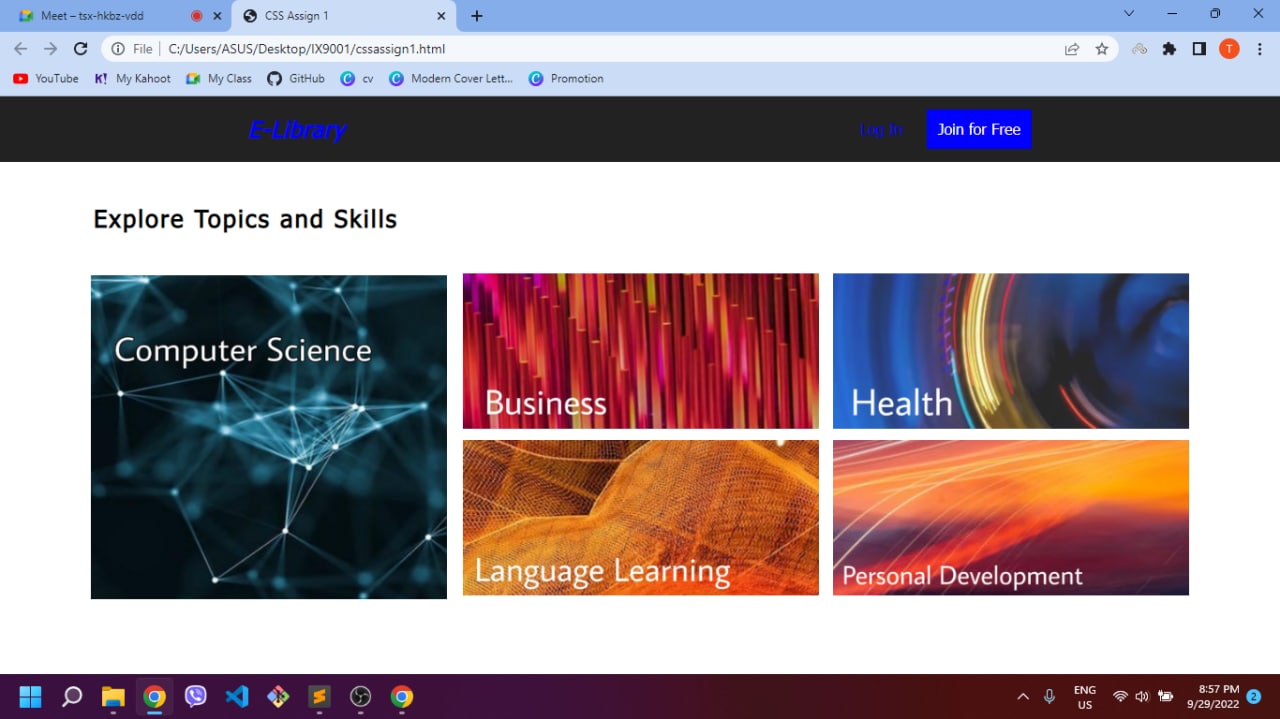 Meet – tsx-hkbz-vdd
CSS Assign 1
File C:/Users/ASUS/Desktop/IX9001/cssassign1.html
T
YouTube K! My Kahoot My Class GitHub cv Modern Cover Lett... Promotion
E-Library Log In Join for Free
Explore Topics and Skills
Computer Science
Business
Health
Language Learning
Personal Development
ENG
US
8:57 PM
9/29/2022
2